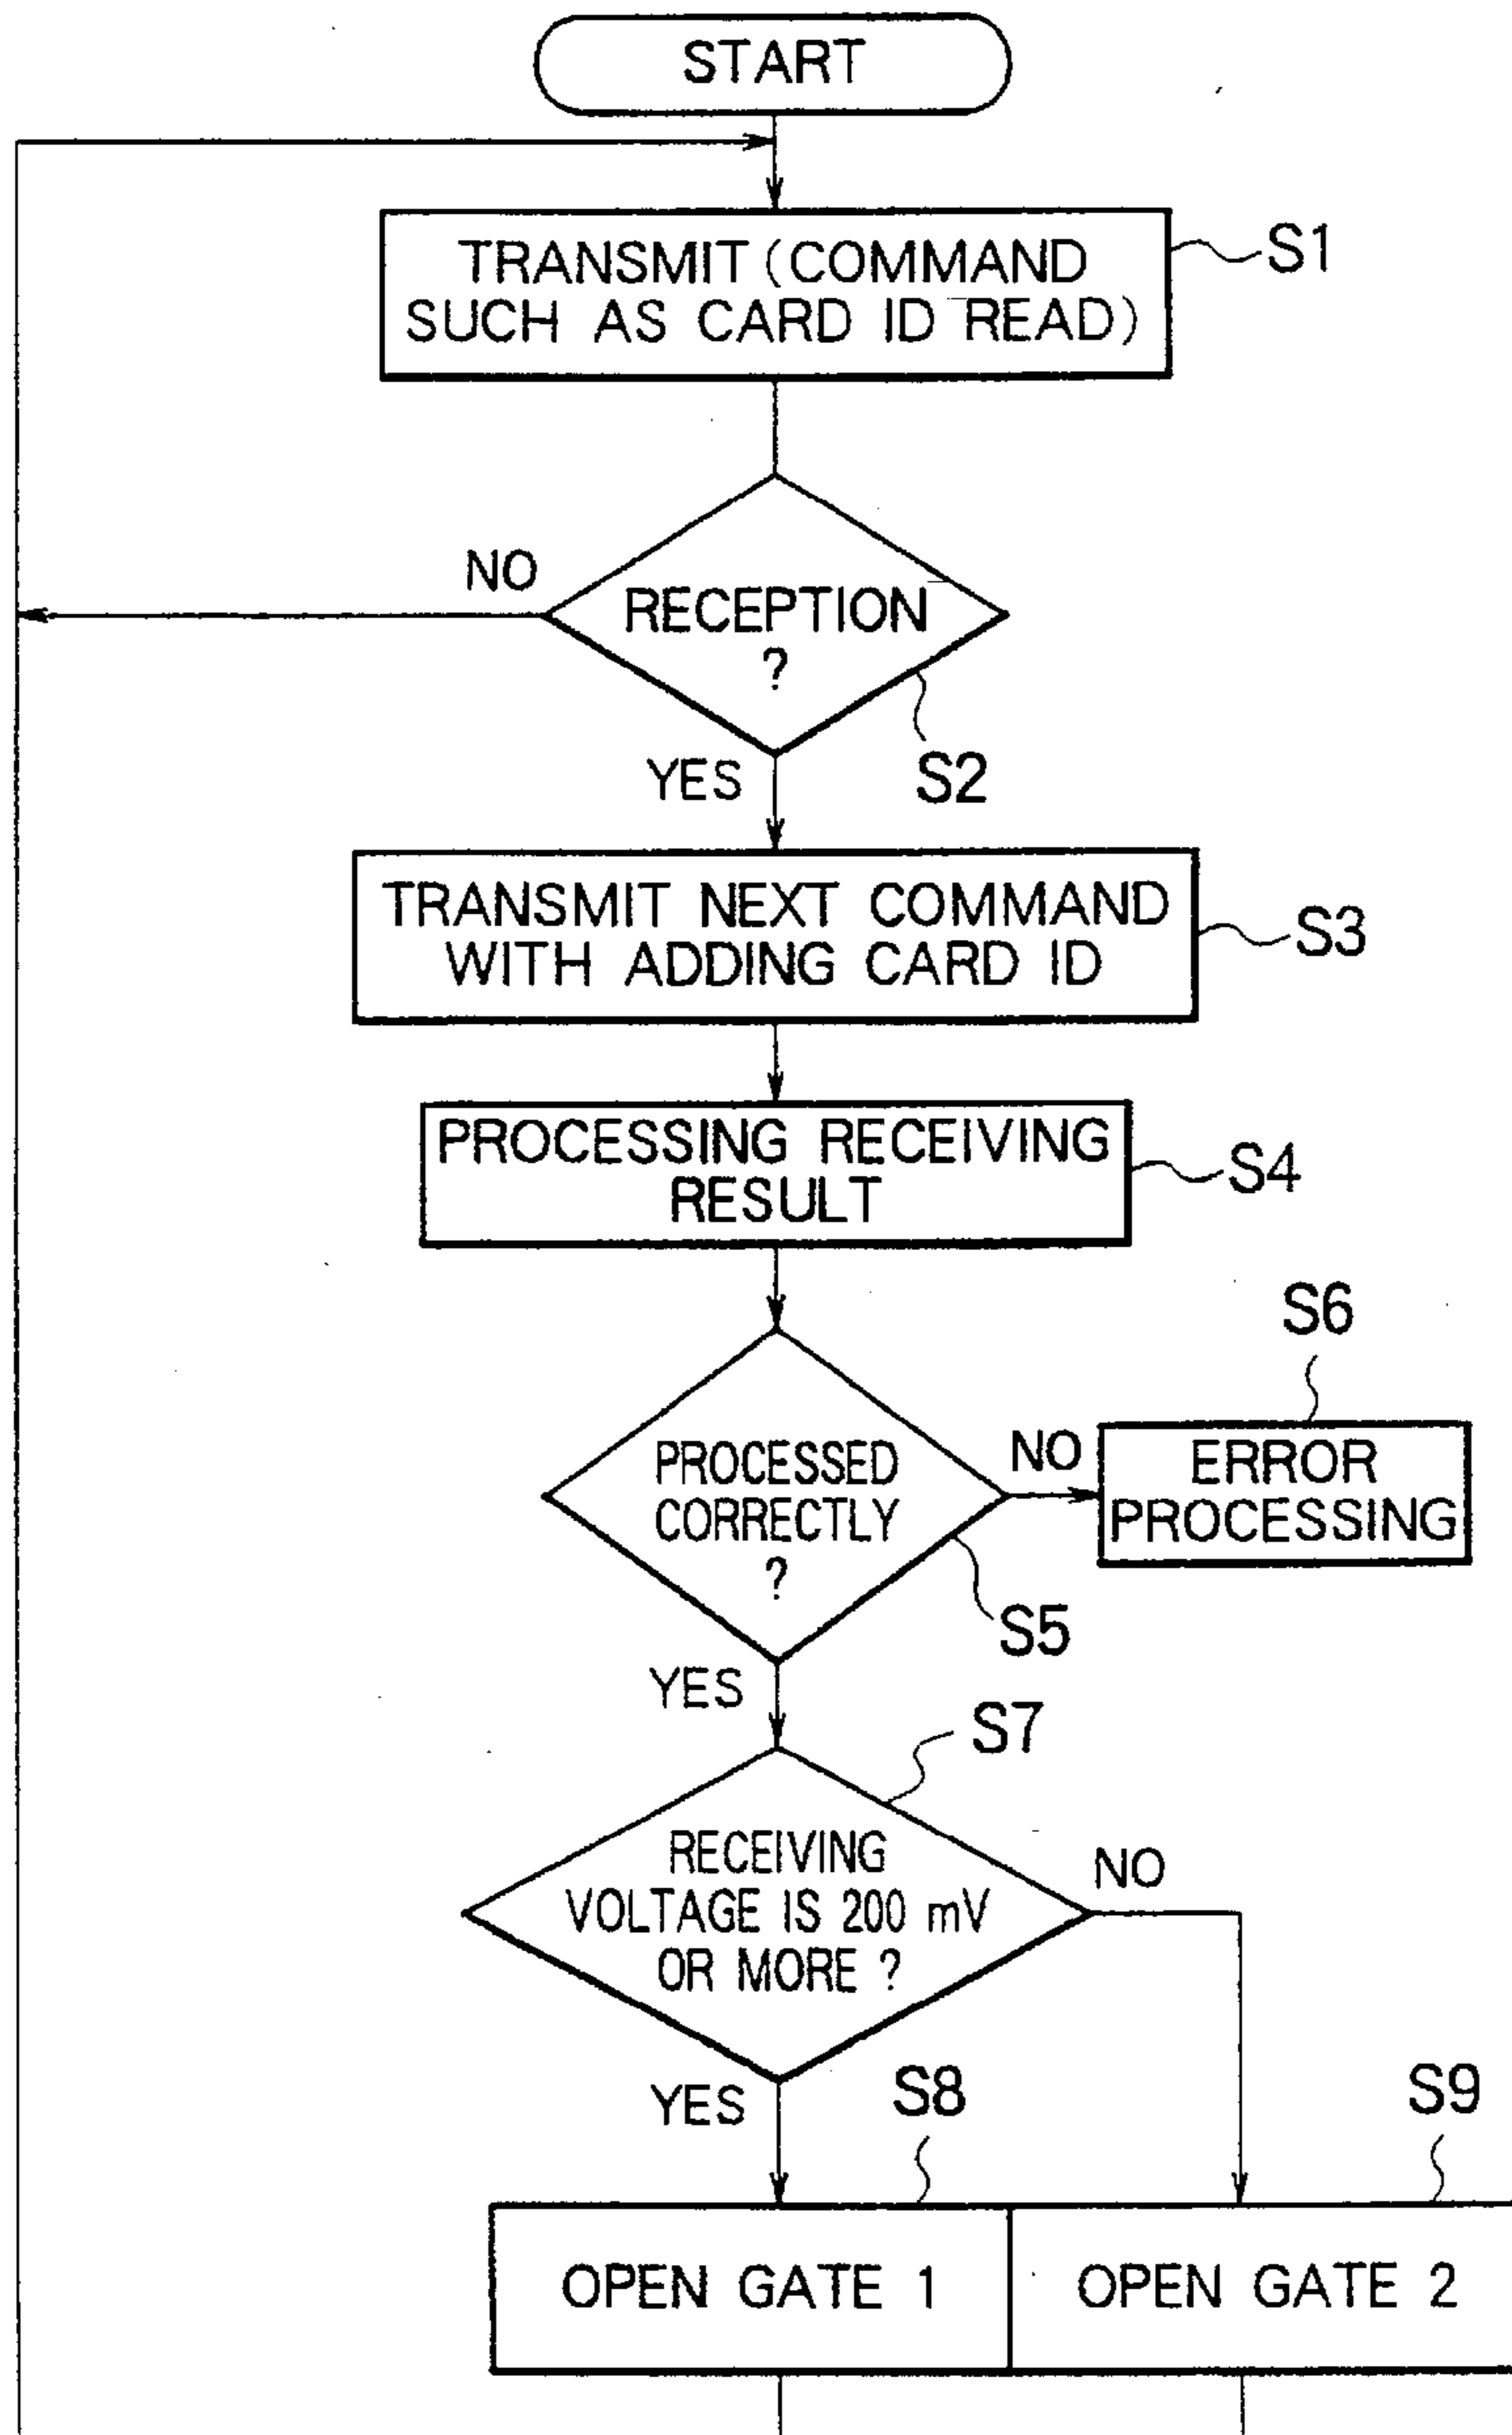 START
TRANSMIT (COMMAND
SUCH AS CARD ID READ)
S1
NO
RECEPTION
?
YES
S2
TRANSMIT NEXT COMMAND
WITH ADDING CARD ID
S3
PROCESSING RECEIVING
RESULT
S4
S6
PROCESSED
CORRECTLY
?
NO
ERROR
PROCESSING
S5
YES
S7
RECEIVING
VOLTAGE IS 200 mV
OR MORE ?
NO
YES
S8
S9
OPEN GATE 1
OPEN GATE 2